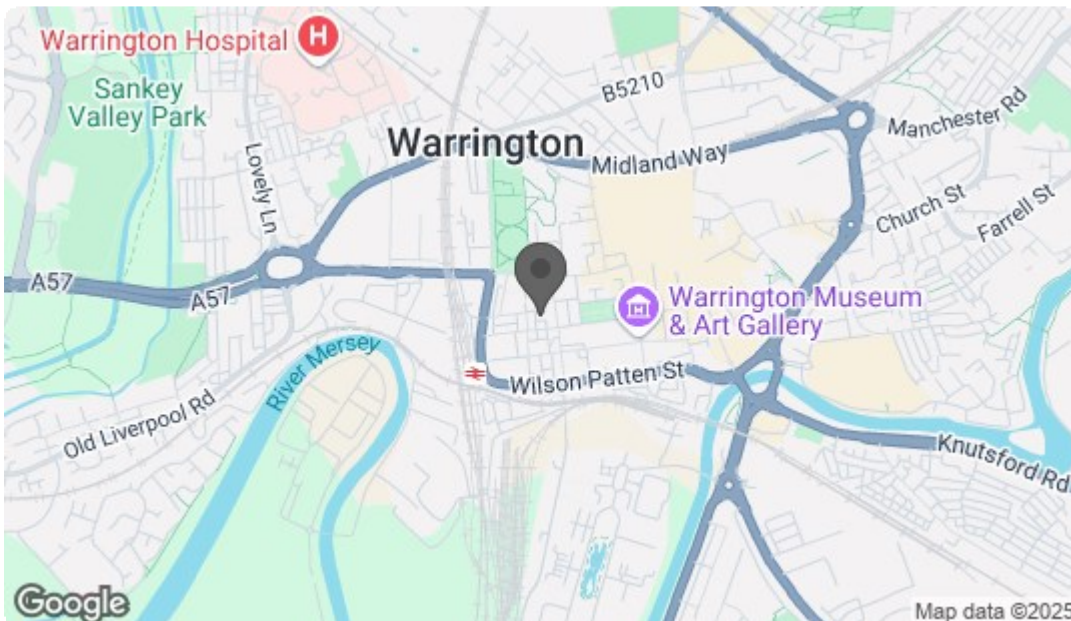 Warrington Hospital
H
Sankey
Valley Park
B5210
Manchester Rd
Warrington
Midland Way
Lovely Ln
Church St
Farrell St
A57
A57
Warrington Museum
& Art Gallery
River Mersey
Wilson Patten St
Old Liverpool Rd
Knutsford Rd
Google
Map data ©2025